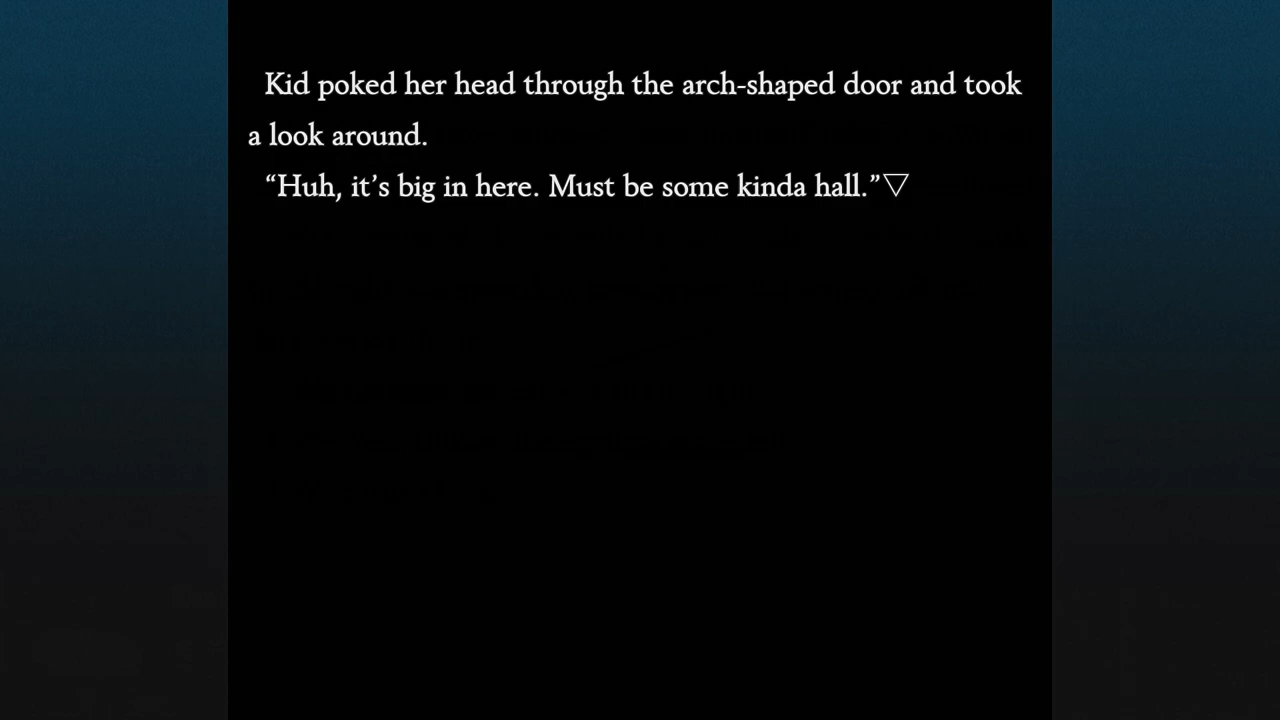 Kid poked her head through the arch-shaped door and took
a look around.
“Huh, it’s big in here. Must be some kinda hall.”▽